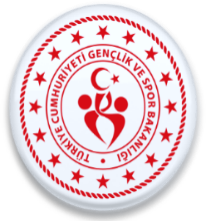 TÜRKİYE CUMHURİYETİ GENÇLİK VE SPOR BAKANLIĞI